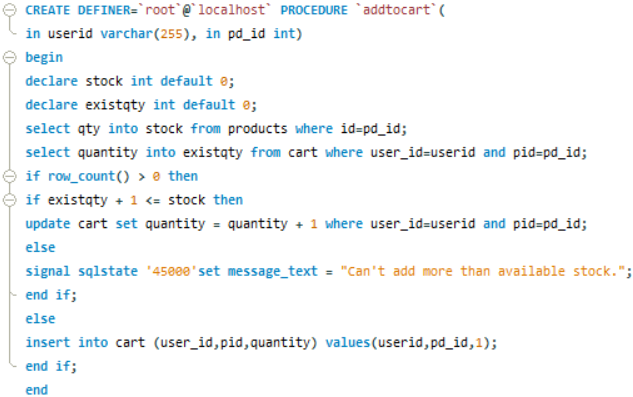 CREATE DEFINER=`root`@`localhost` PROCEDURE `addtocart`(
in userid varchar(255), in pd_id int)
begin
declare stock int default 0;
declare existqty int default 0;
select qty into stock from products where id=pd_id;
select quantity into existqty from cart where user_id=userid and pid=pd_id;
if row_count() > 0 then
if existqty + 1 <= stock then
update cart set quantity = quantity + 1 where user_id=userid and pid=pd_id;
else
signal sqlstate '45000'set message_text = "Can't add more than available stock.";
end if;
else
insert into cart (user_id,pid,quantity) values(userid,pd_id,1);
end if;
end